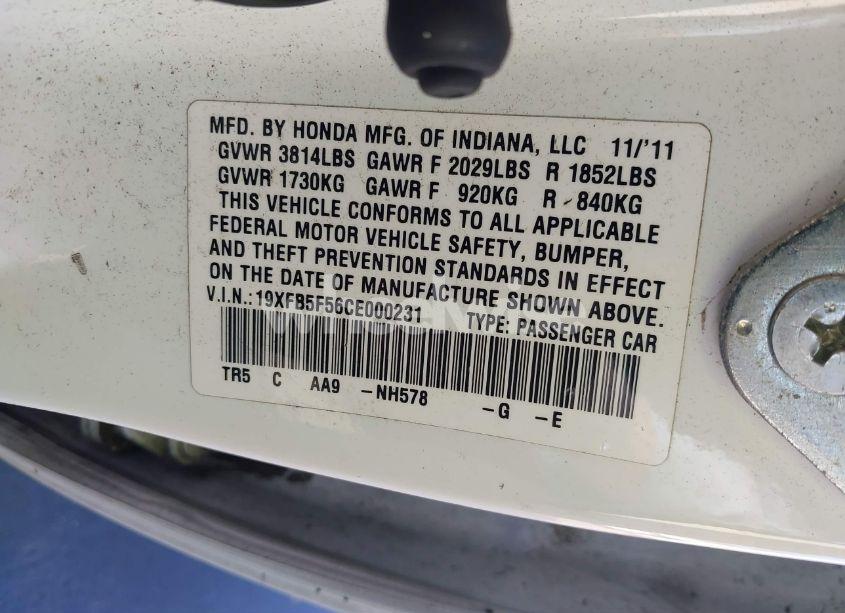 MFD. BY HONDA MFG. OF INDIANA, LLC 11/'11
GVWR 3814LBS GAWR F 2029LBS R 1852LBS
GVWR 1730KG GAWR F 920KG R 840KG
THIS VEHICLE CONFORMS TO ALL APPLICABLE
FEDERAL MOTOR VEHICLE SAFETY, BUMPER,
AND THEFT PREVENTION STANDARDS IN EFFECT
ON THE DATE OF MANUFACTURE SHOWN ABOVE.
V.I.N.:19XFB5F56CE000231 TYPE: PASSENGER CAR
TR5 C AA9 -NH578 -G -E